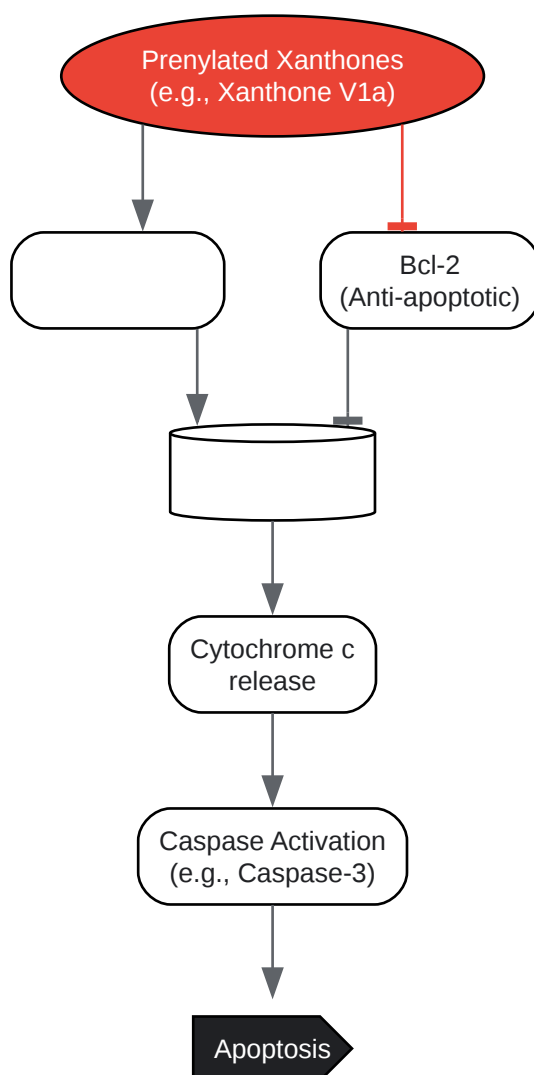 Prenylated Xanthones
(e.g., Xanthone V1a)
Bcl-2
(Anti-apoptotic)
Cytochrome c
release
Caspase Activation
(e.g., Caspase-3)
Apoptosis